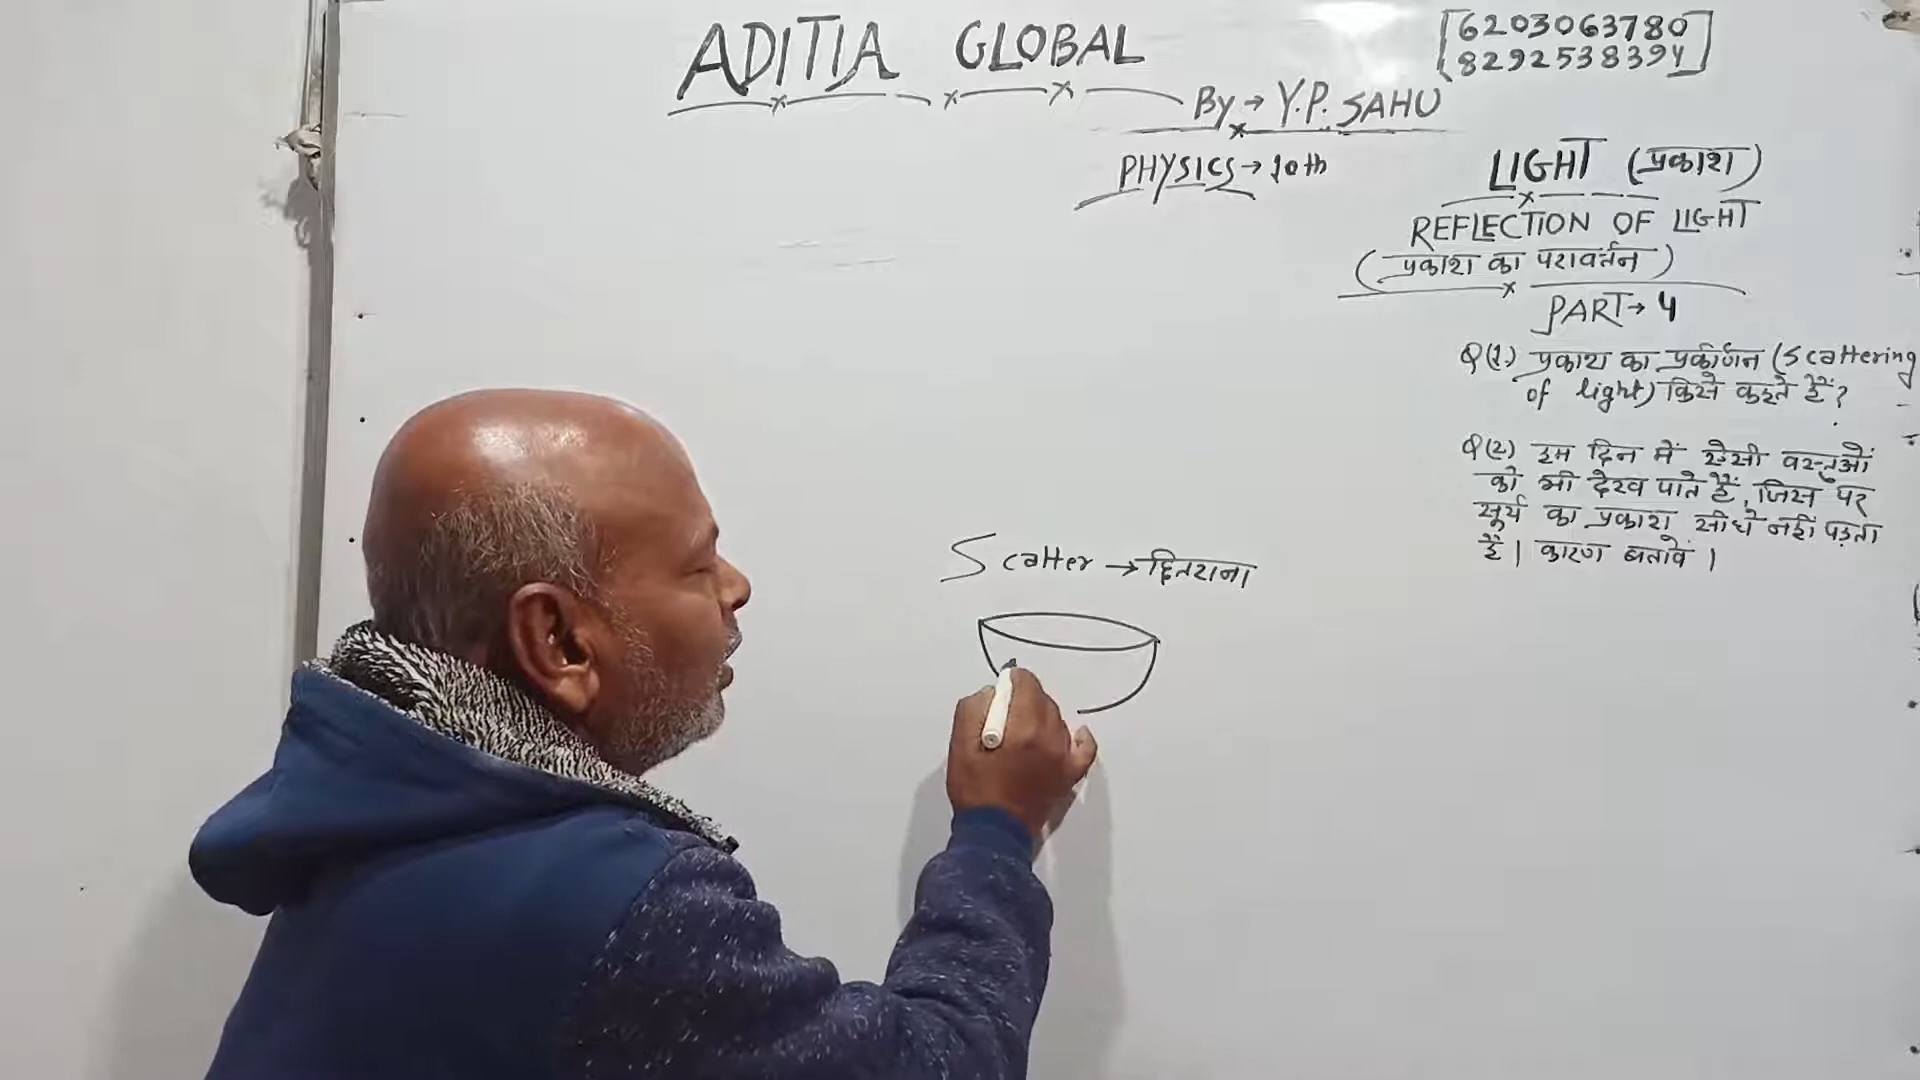 ADITIA GLOBAL
[6203063780
8292538394]
By → Y.P. SAHU
PHYSICS → 10th
LIGHT (प्रकाश)
REFLECTION OF LIGHT
(प्रकाश का परावर्तन)
PART → 4
Q(1.) प्रकाश का प्रकीर्णन (Scattering
of light) किसे कहते हैं?
Q(2.) हम दिन में ऐसी वस्तुओं
को भी देख पाते हैं, जिस पर
सूर्य का प्रकाश सीधे नहीं पड़ता
है। कारण बतावें।
Scatter → छितराना